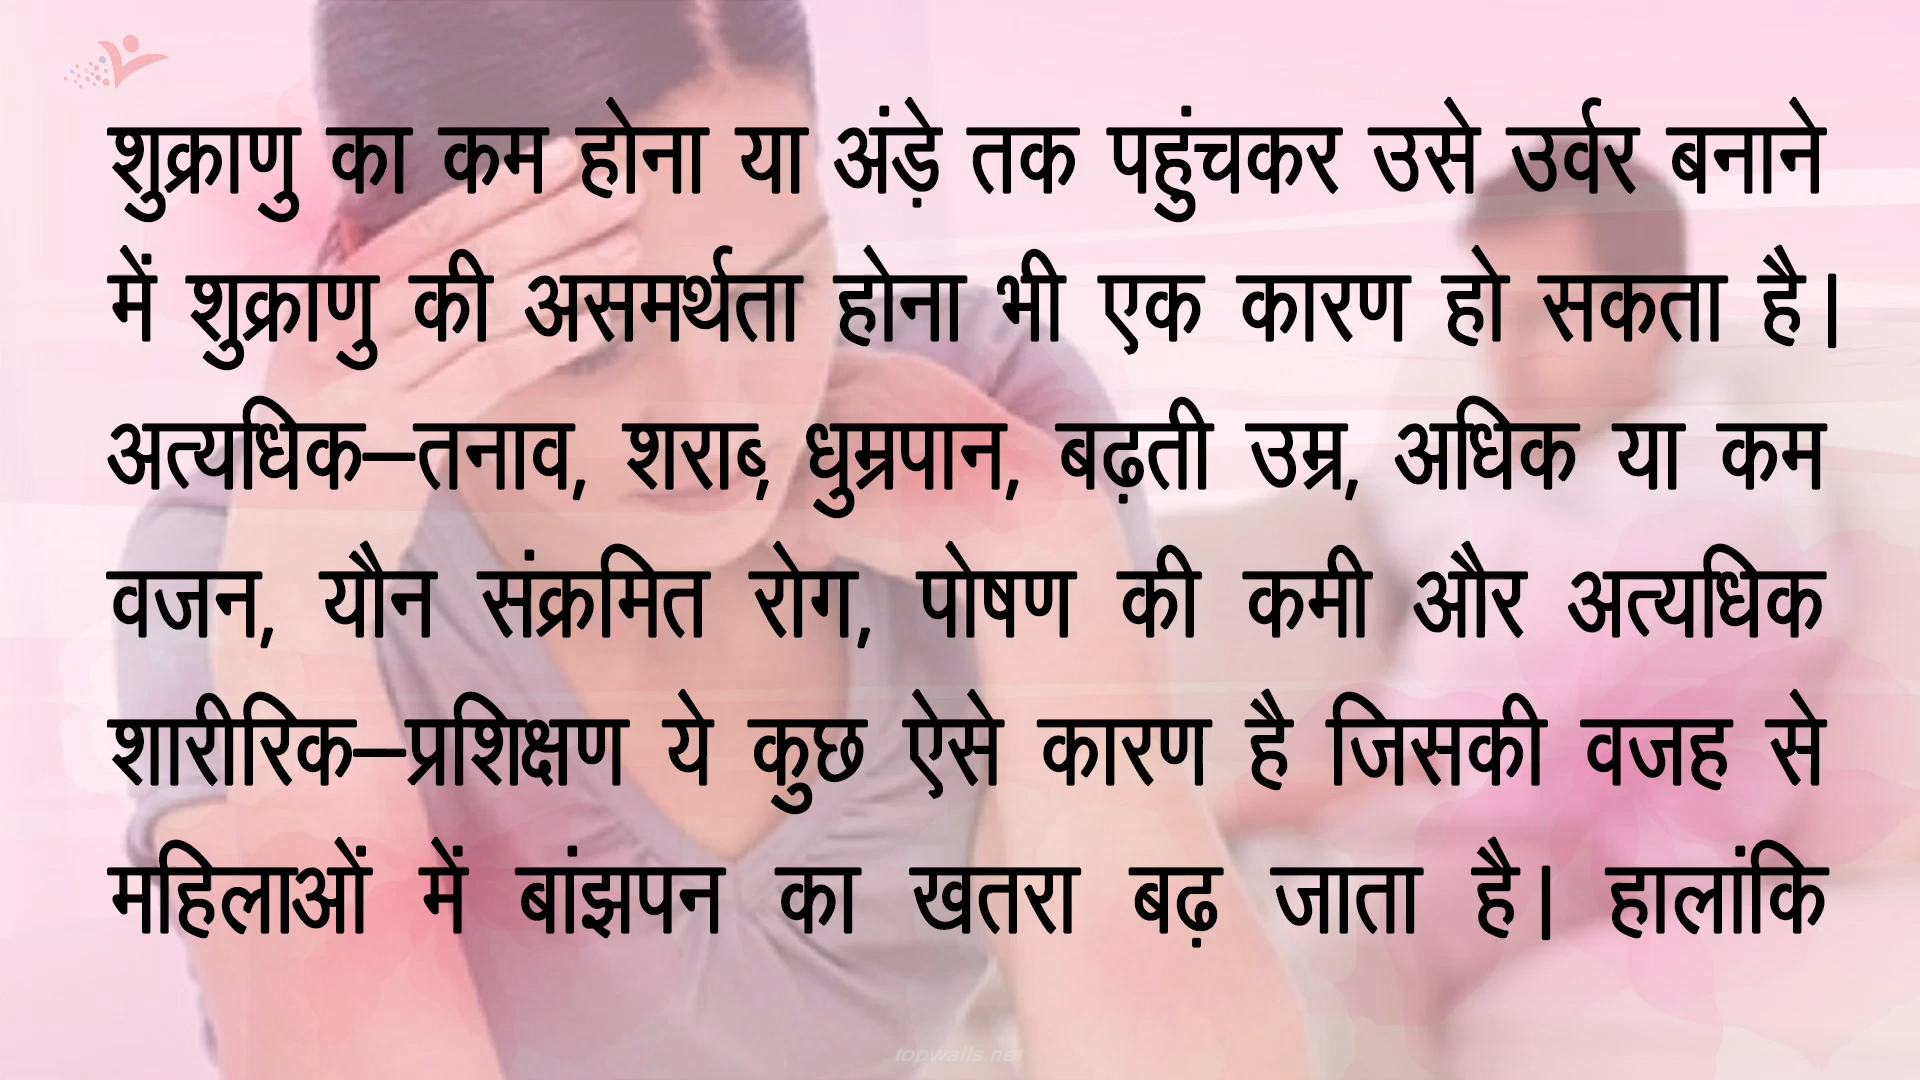 शुक्राणु का कम होना या अंड़े तक पहुंचकर उसे उर्वर बनाने
में शुक्राणु की असमर्थता होना भी एक कारण हो सकता है।
अत्यधिक–तनाव, शराब, धुम्रपान, बढ़ती उम्र, अधिक या कम
वजन, यौन संक्रमित रोग, पोषण की कमी और अत्यधिक
शारीरिक–प्रशिक्षण ये कुछ ऐसे कारण है जिसकी वजह से
महिलाओं में बांझपन का खतरा बढ़ जाता है। हालांकि
topwalls.net